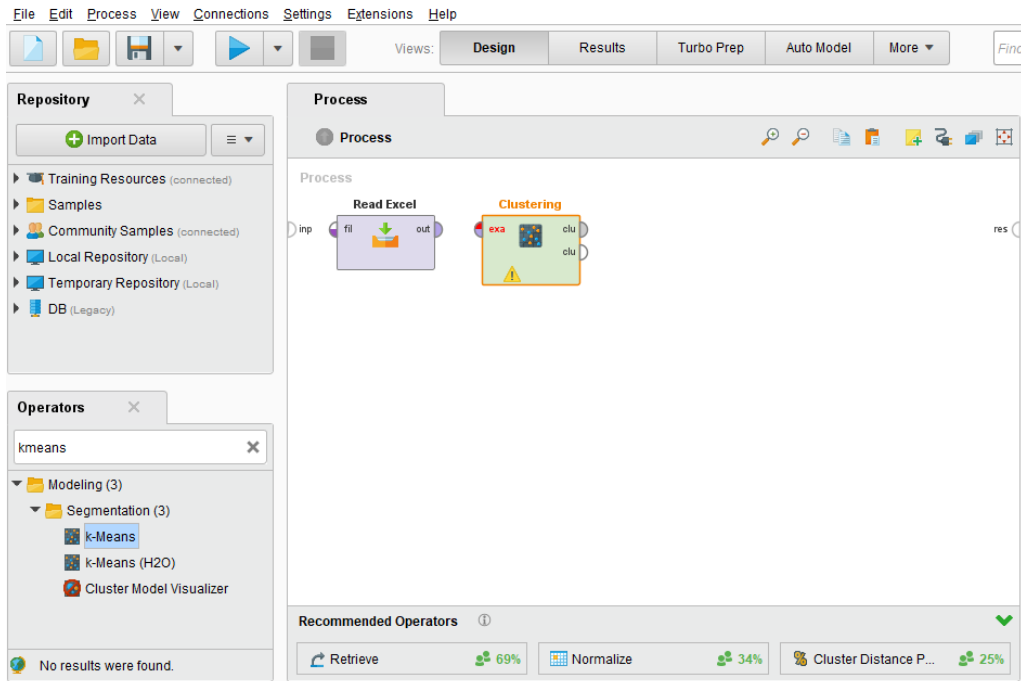 File Edit Process View Connections Settings Extensions Help
Views: Design Results Turbo Prep Auto Model More Find
Repository
Import Data
Training Resources (connected)
Samples
Community Samples (connected)
Local Repository (Local)
Temporary Repository (Local)
DB (Legacy)
Operators
kmeans
Modeling (3)
Segmentation (3)
k-Means
k-Means (H2O)
Cluster Model Visualizer
No results were found.
Process
Process
Process
Read Excel Clustering
inp fil out exa clu res
clu
Recommended Operators
Retrieve 69% Normalize 34% Cluster Distance P... 25%